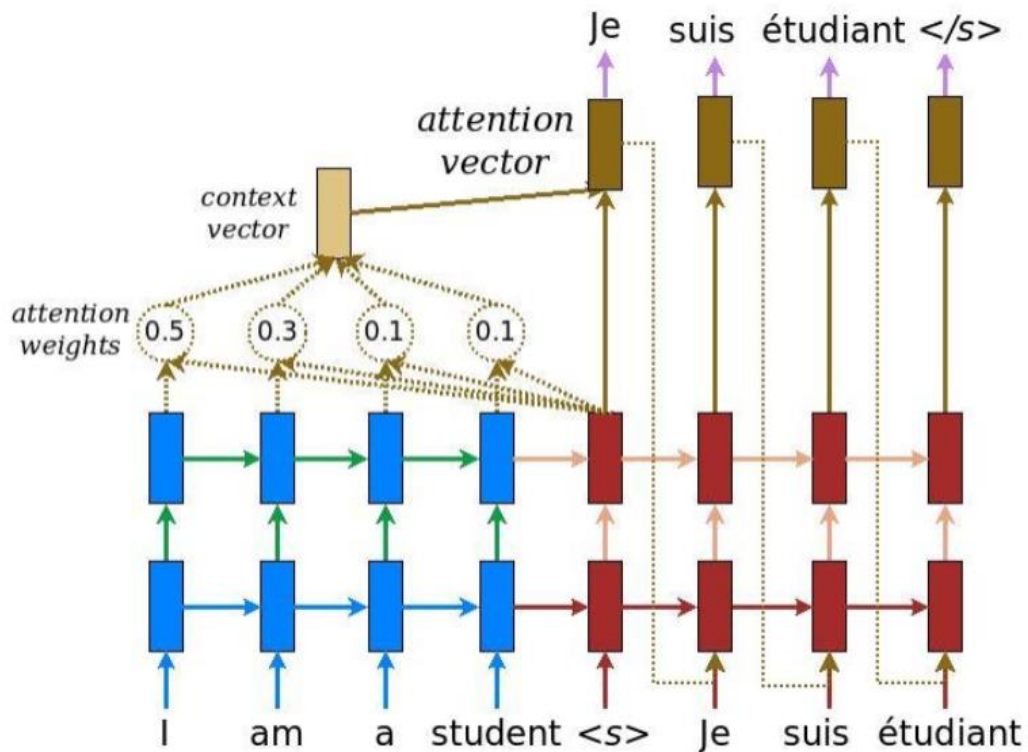 Je suis étudiant </s>
attention
vector
context
vector
attention
weights
0.5 0.3 0.1 0.1
I am a student <s> Je suis étudiant